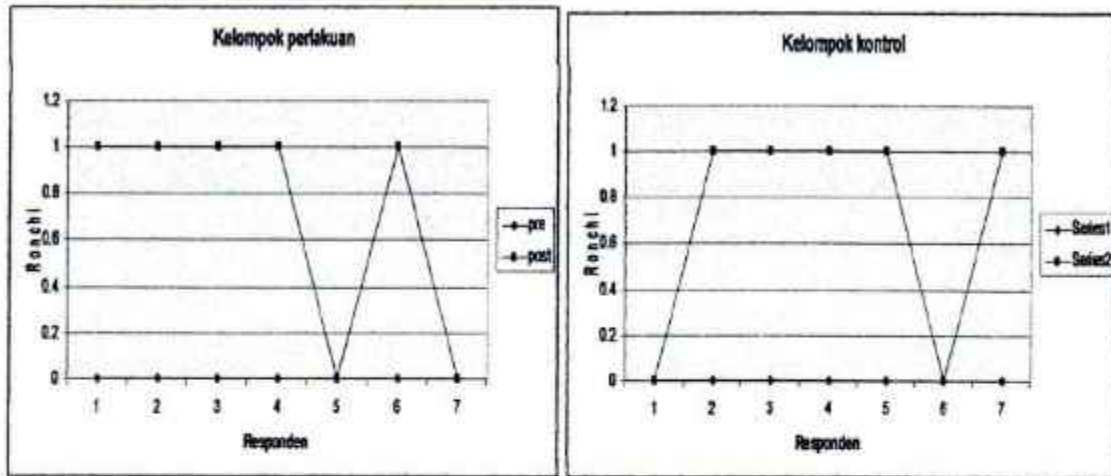 Kelompok perlakuan
1.2
1
0.8
0.6
0.4
0.2
0
Ronchi
1 2 3 4 5 6 7
Responden
pre
post
Kelompok kontrol
1.2
1
0.8
0.6
0.4
0.2
0
Ronchi
1 2 3 4 5 6 7
Responden
Series1
Series2